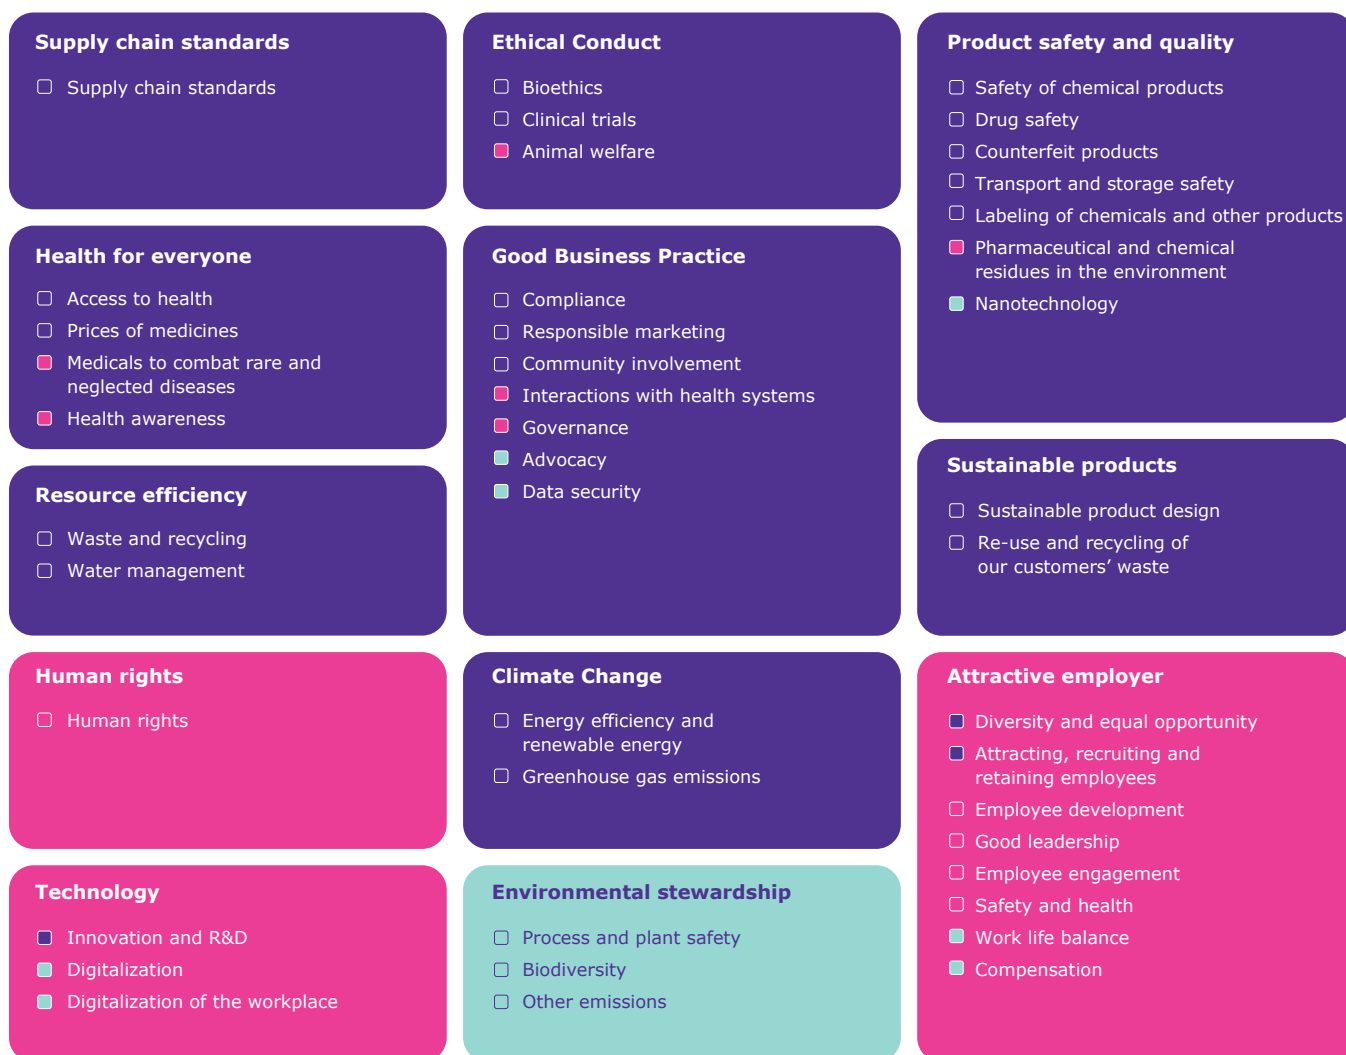 Supply chain standards
Supply chain standards
Ethical Conduct
Bioethics
Clinical trials
Animal welfare
Product safety and quality
Safety of chemical products
Drug safety
Counterfeit products
Transport and storage safety
Labeling of chemicals and other products
Pharmaceutical and chemical
residues in the environment
Nanotechnology
Health for everyone
Access to health
Prices of medicines
Medicals to combat rare and
neglected diseases
Health awareness
Good Business Practice
Compliance
Responsible marketing
Community involvement
Interactions with health systems
Governance
Advocacy
Data security
Sustainable products
Sustainable product design
Re-use and recycling of
our customers’ waste
Resource efficiency
Waste and recycling
Water management
Human rights
Human rights
Climate Change
Energy efficiency and
renewable energy
Greenhouse gas emissions
Attractive employer
Diversity and equal opportunity
Attracting, recruiting and
retaining employees
Employee development
Good leadership
Employee engagement
Safety and health
Work life balance
Compensation
Technology
Innovation and R&D
Digitalization
Digitalization of the workplace
Environmental stewardship
Process and plant safety
Biodiversity
Other emissions